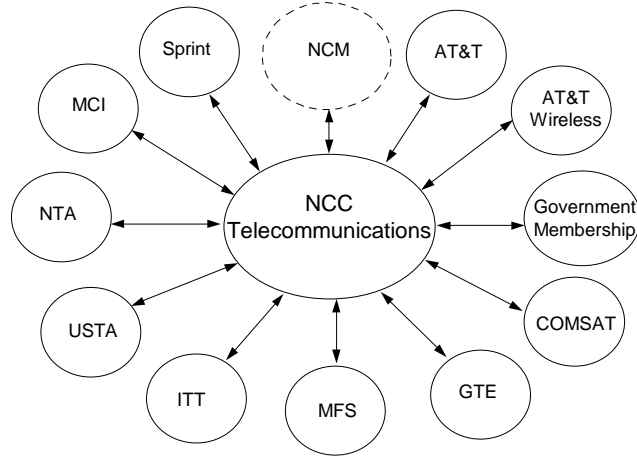 Sprint
NCM
AT&T
MCI
AT&T
Wireless
NCC
Telecommunications
NTA
Government
Membership
USTA
COMSAT
ITT
MFS
GTE